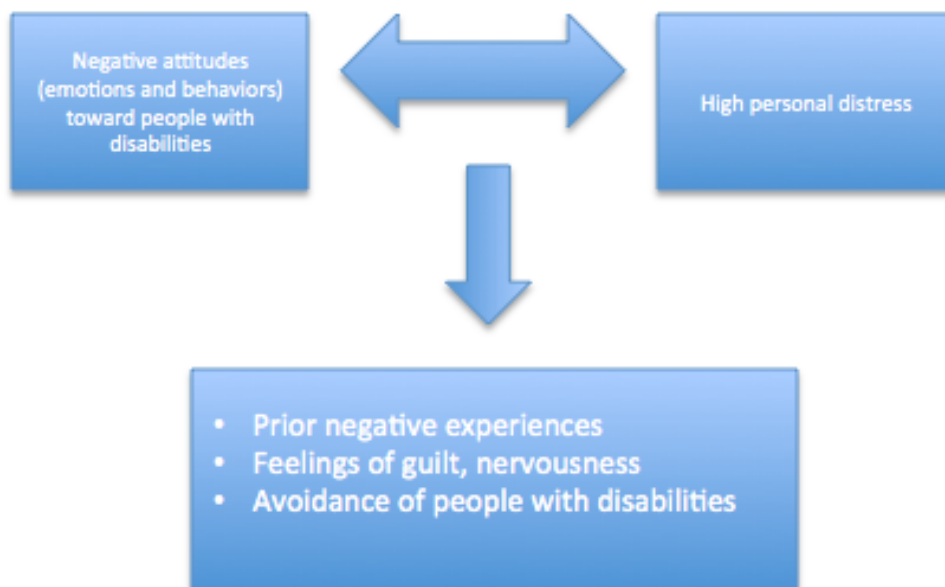 Negative attitudes
(emotions and behaviors)
toward people with
disabilities
High personal distress
• Prior negative experiences
• Feelings of guilt, nervousness
• Avoidance of people with disabilities